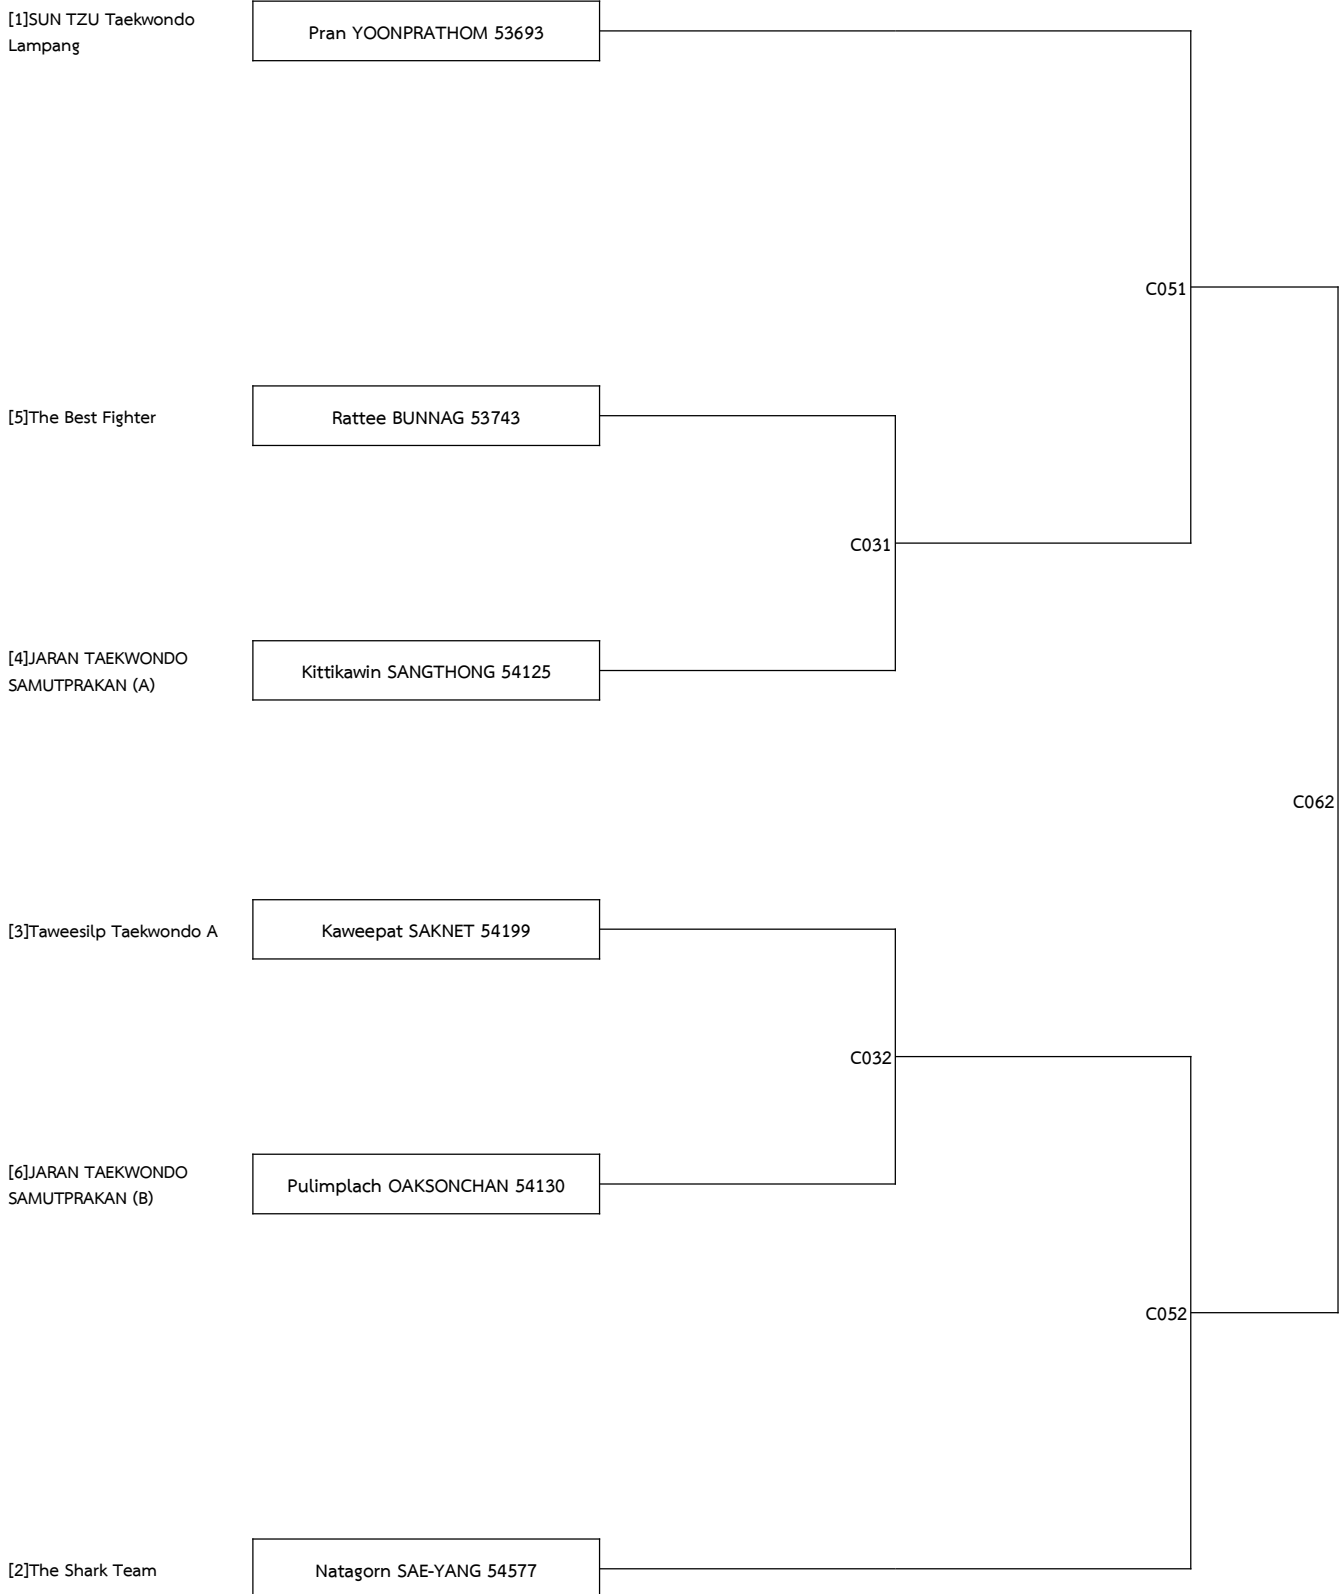 [1]SUN TZU Taekwondo
Lampang
Pran YOONPRATHOM 53693
C051
[5]The Best Fighter
Rattee BUNNAG 53743
C031
[4]JARAN TAEKWONDO
SAMUTPRAKAN (A)
Kittikawin SANGTHONG 54125
C062
[3]Taweesilp Taekwondo A
Kaweepat SAKNET 54199
C032
[6]JARAN TAEKWONDO
SAMUTPRAKAN (B)
Pulimplach OAKSONCHAN 54130
C052
[2]The Shark Team
Natagorn SAE-YANG 54577